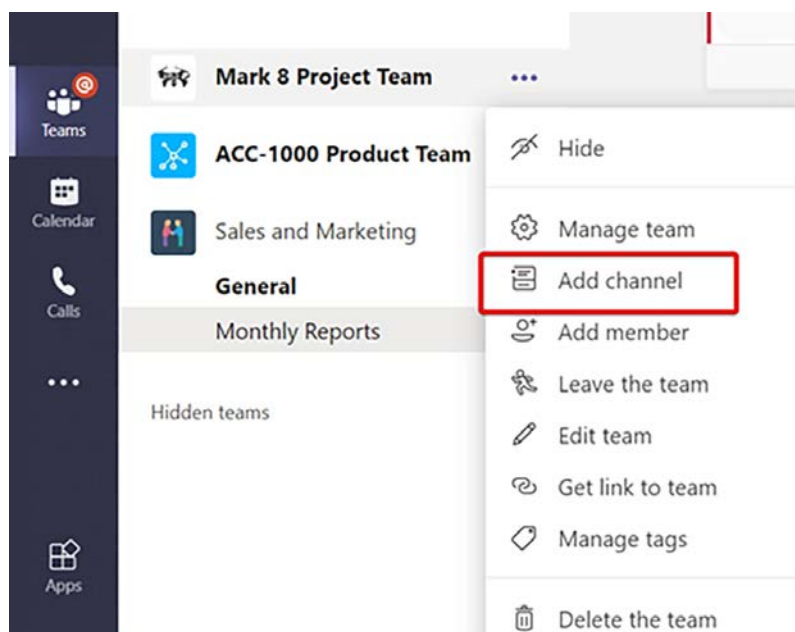 @
Teams
Calendar
Calls
Apps
Mark 8 Project Team
ACC-1000 Product Team
Sales and Marketing
General
Monthly Reports
Hidden teams
Hide
Manage team
Add channel
Add member
Leave the team
Edit team
Get link to team
Manage tags
Delete the team